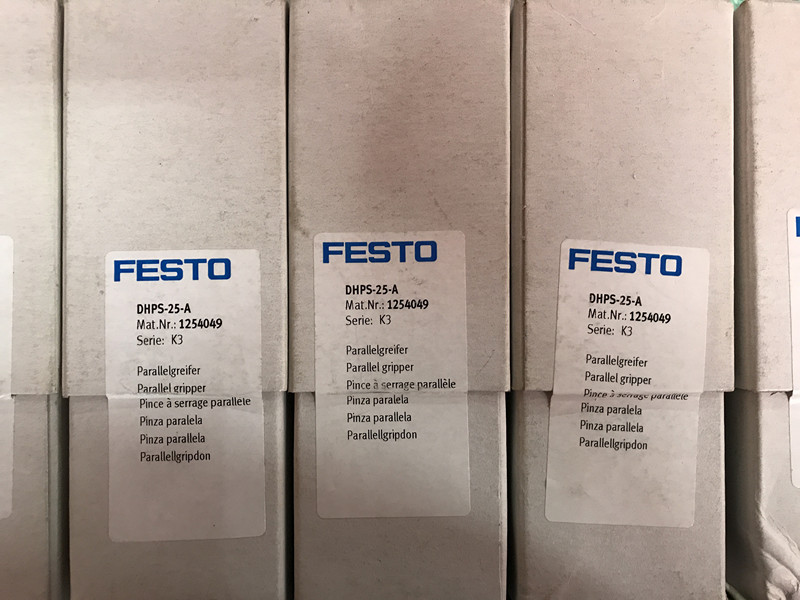 FESTO
DHPS-25-A
Mat.Nr.: 1254049
Serie: K3
Parallelgreifer
Parallel gripper
Pince à serrage parallèle
Pinza paralela
Pinza parallela
Parallellgripdon
FESTO
DHPS-25-A
Mat.Nr.: 1254049
Serie: K3
Parallelgreifer
Parallel gripper
Pince à serrage parallèle
Pinza paralela
Pinza parallela
Parallellgripdon
FESTO
DHPS-25-A
Mat.Nr.: 1254049
Serie: K3
Parallelgreifer
Parallel gripper
Pince à serrage parallèle
Pinza paralela
Pinza parallela
Parallellgripdon